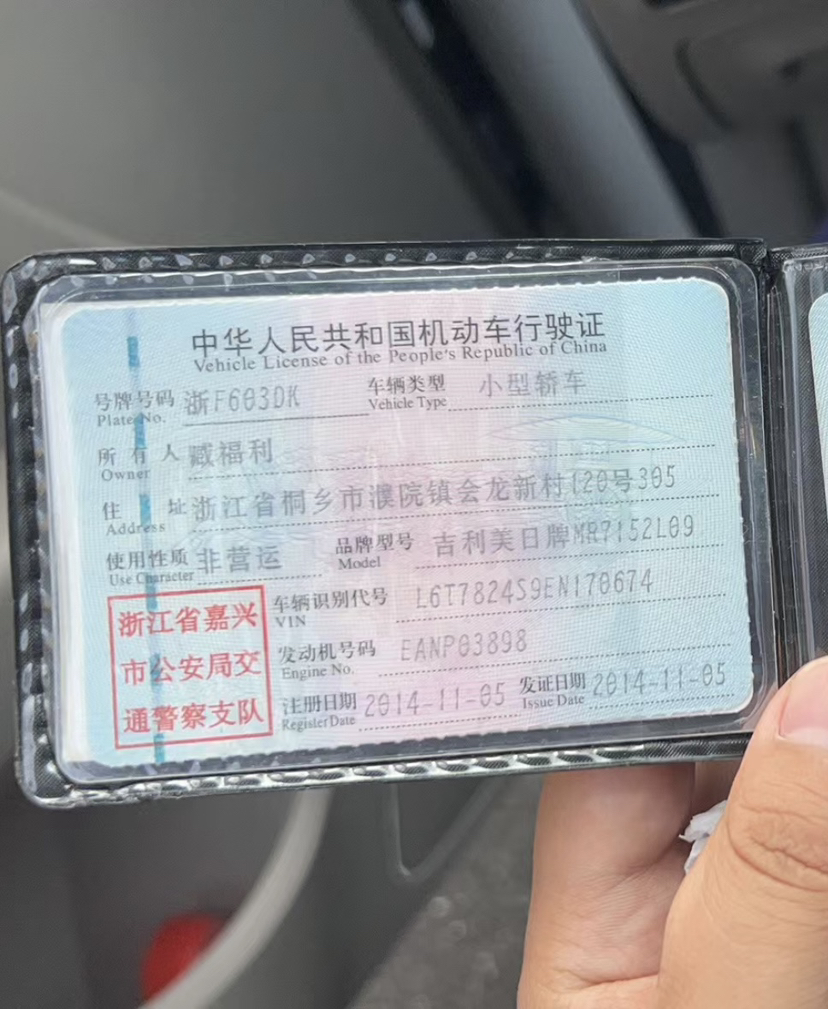 中华人民共和国机动车行驶证
Vehicle License of the People's Republic of China
号牌号码 浙F603DK 车辆类型 小型轿车
Plate No. Vehicle Type
所有人 臧福利
Owner
住址 浙江省桐乡市濮院镇会龙新村120号305
Address
使用性质 非营运 品牌型号 吉利美日牌MR7152L09
Use Character Model
浙江省嘉兴
市公安局交
通警察支队
车辆识别代号 L6T7824S9EN170674
VIN
发动机号码 EANP03898
Engine No.
注册日期 2014-11-05 发证日期 2014-11-05
Register Date Issue Date